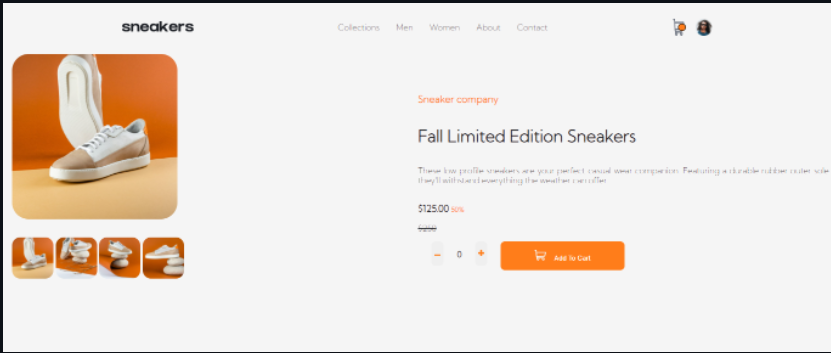 sneakers
Collections Men Women About Contact
Sneaker company
Fall Limited Edition Sneakers
These low-profile sneakers are your perfect casual wear companion. Featuring a durable rubber outer sole
they'll withstand everything the weather can offer
$125.00 50%
$250
- 0 +
Add To Cart